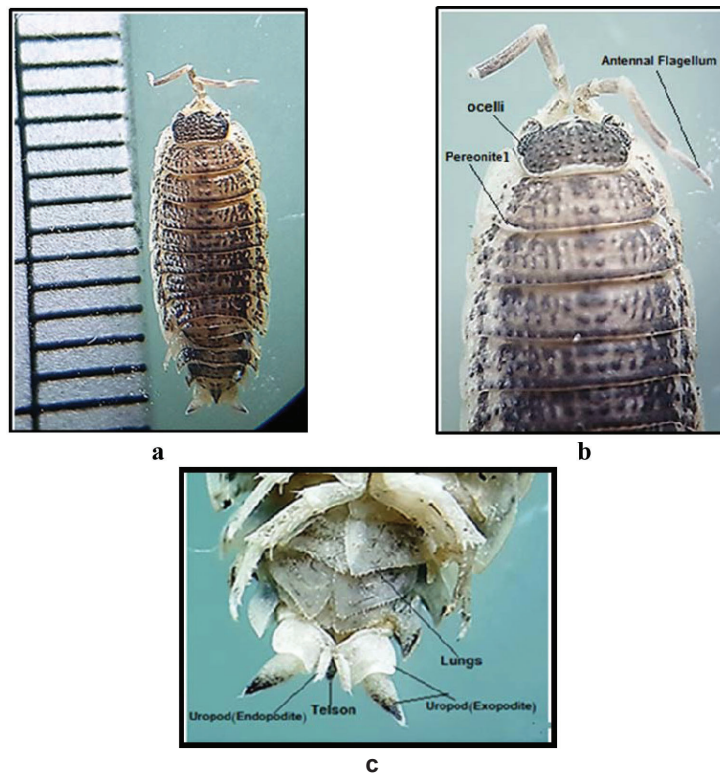 Antennal Flagellum
ocelli
Pereonite1
a
b
Lungs
Uropod(Endopodite)
Telson
Uropod(Exopodite)
c